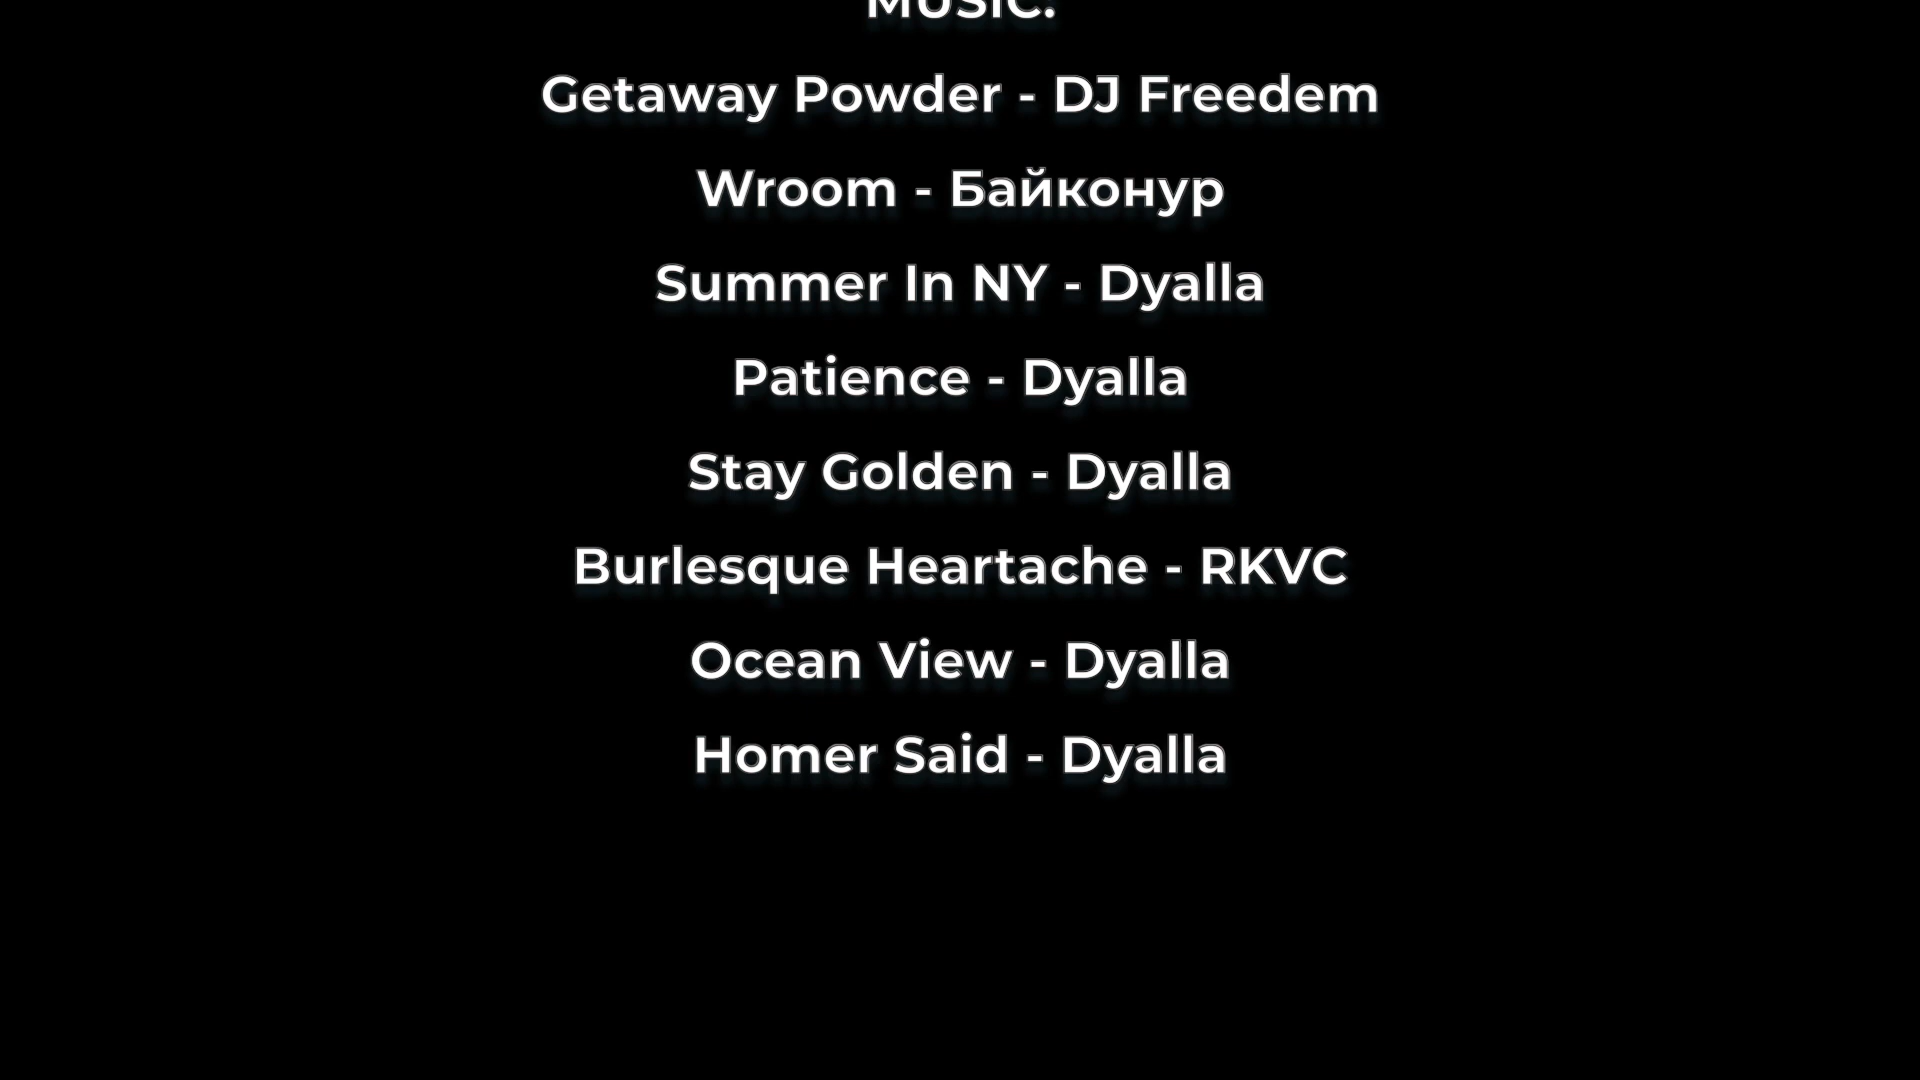 MUSIC:
Getaway Powder - DJ Freedem
Wroom - Байконур
Summer In NY - Dyalla
Patience - Dyalla
Stay Golden - Dyalla
Burlesque Heartache - RKVC
Ocean View - Dyalla
Homer Said - Dyalla